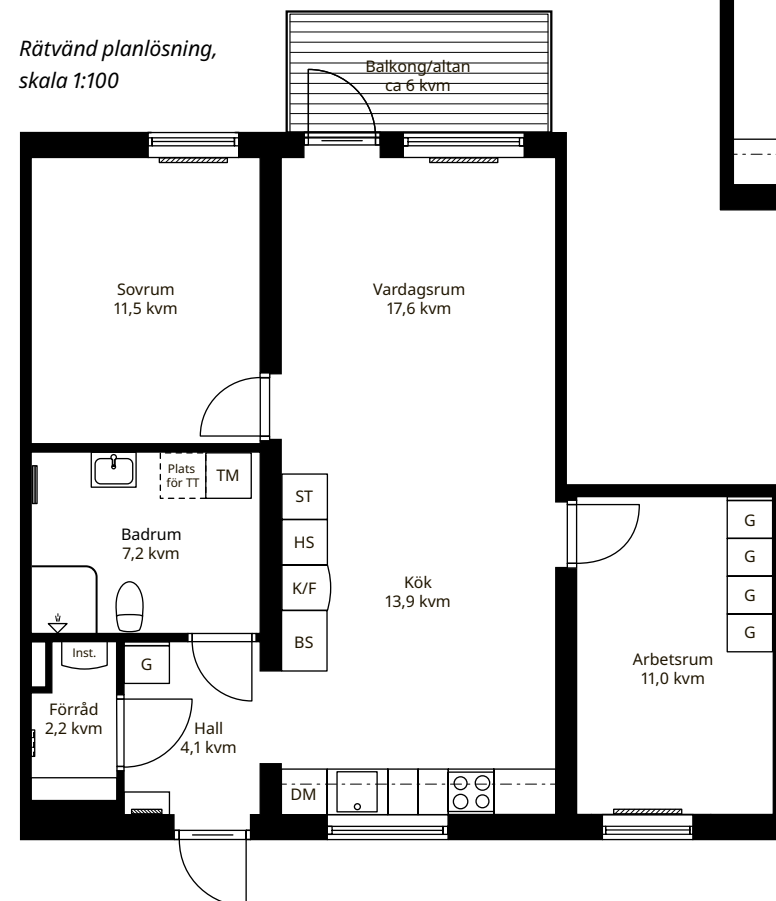 Rätvänd planlösning,
skala 1:100
Balkong/altan
ca 6 kvm
Sovrum
11,5 kvm
Vardagsrum
17,6 kvm
Plats
för TT
TM
ST
Badrum
7,2 kvm
HS
K/F
Kök
13,9 kvm
BS
G
G
G
G
Arbetsrum
11,0 kvm
Inst.
G
Förråd
2,2 kvm
Hall
4,1 kvm
DM